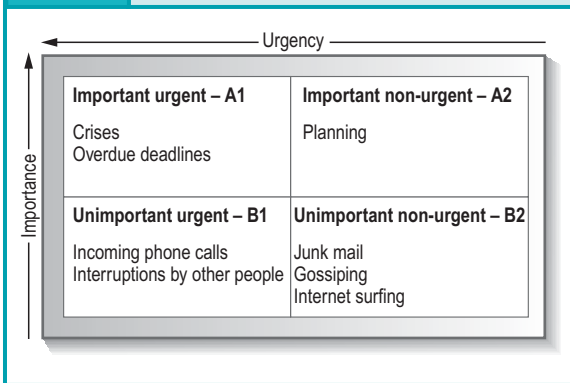 Urgency
Importance
Important urgent – A1
Crises
Overdue deadlines
Important non-urgent – A2
Planning
Unimportant urgent – B1
Incoming phone calls
Interruptions by other people
Unimportant non-urgent – B2
Junk mail
Gossiping
Internet surfing